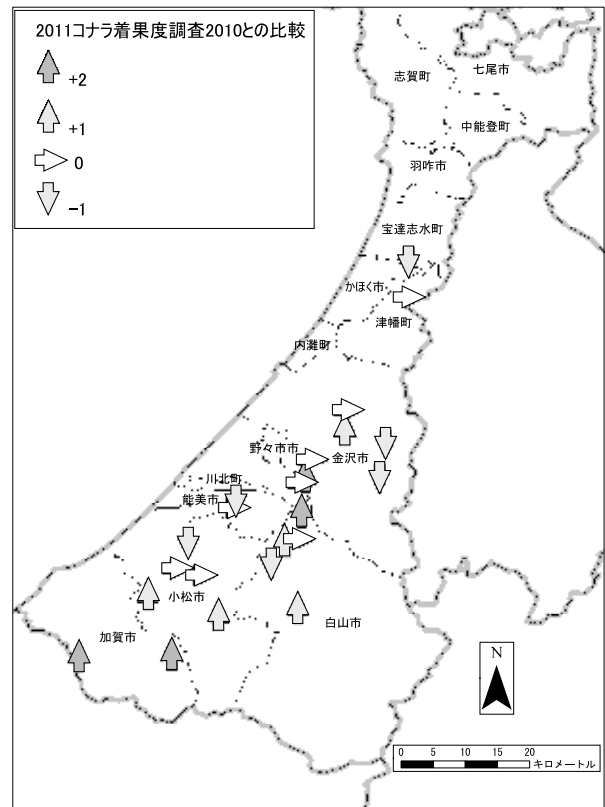 2011コナラ着果度調査2010との比較
+2
+1
0
-1
志賀町
七尾市
中能登町
羽咋市
宝達志水町
かほく市
津幡町
内灘町
野々市市
金沢市
川北町
能美市
小松市
白山市
加賀市
N
0 5 10 15 20
キロメートル